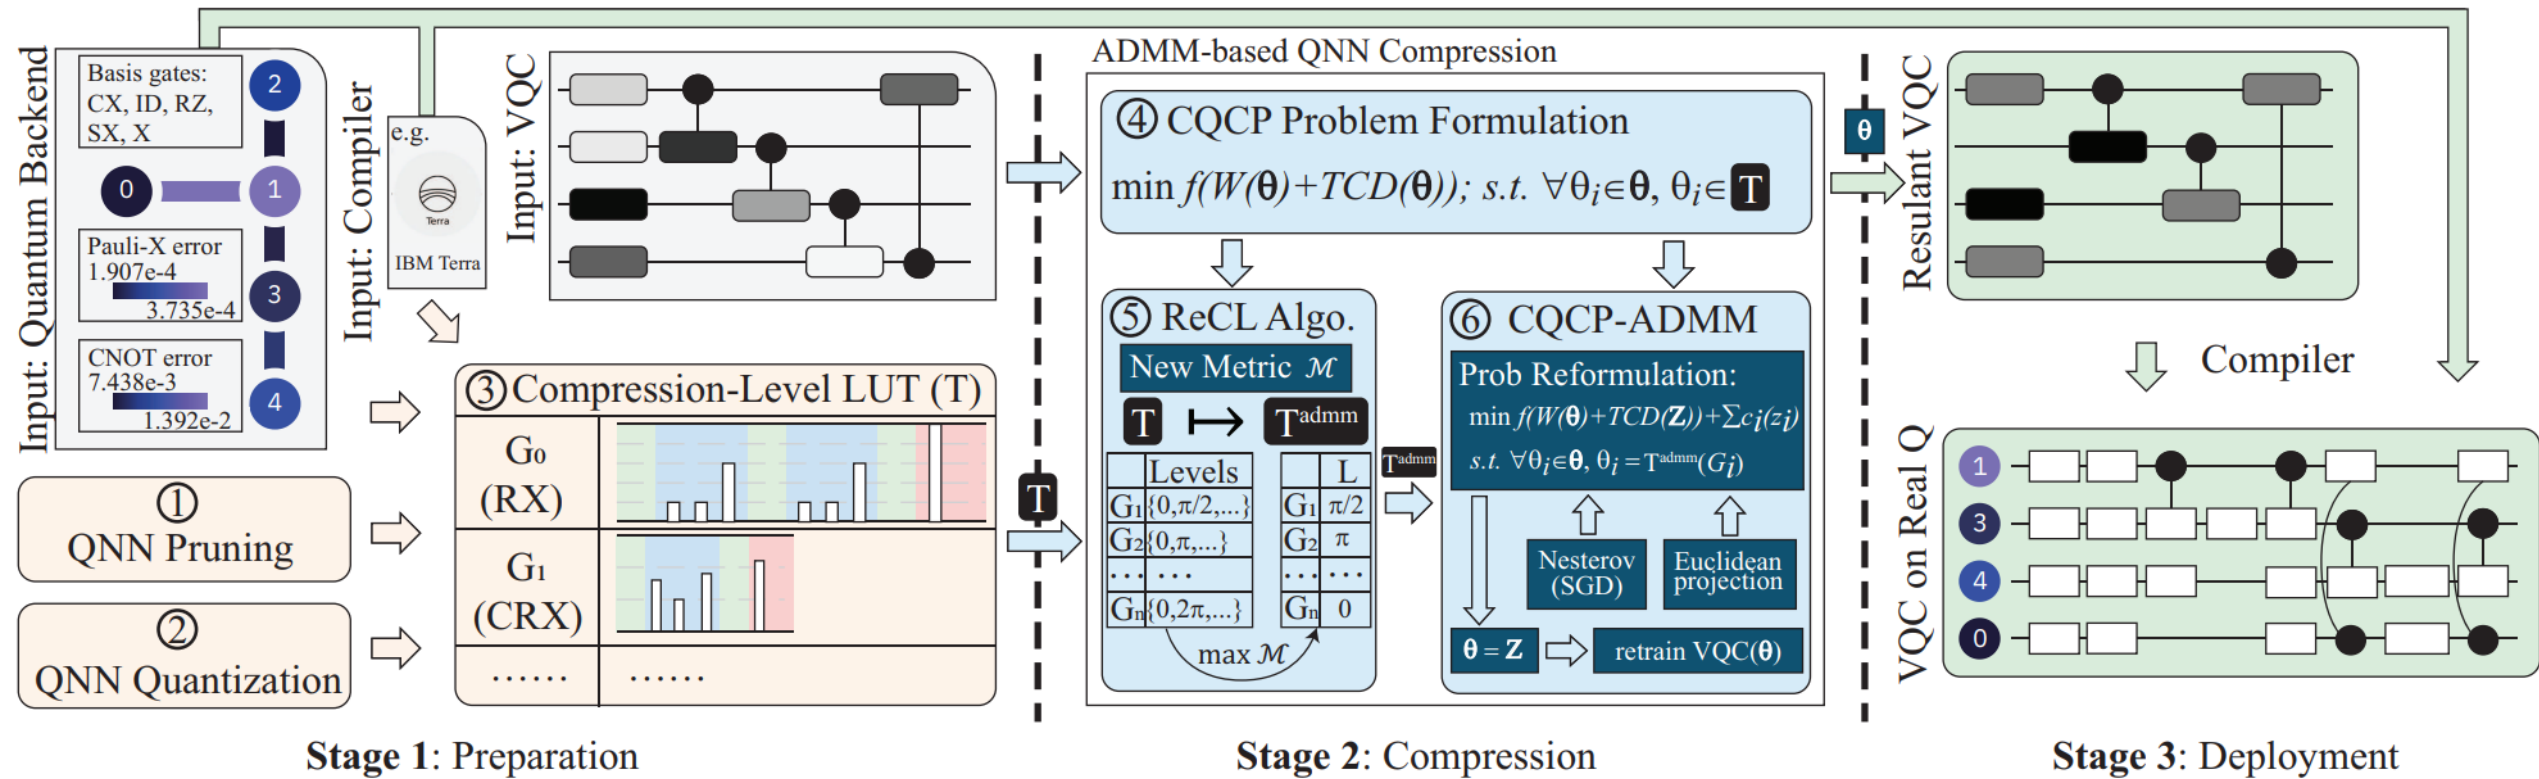 Input: Quantum Backend
Basis gates:
CX, ID, RZ,
SX, X
2
0
1
Pauli-X error
1.907e-4
3.735e-4
3
CNOT error
7.438e-3
1.392e-2
4
Input: Compiler
e.g.
Terra
IBM Terra
Input: VQC
① QNN Pruning
② QNN Quantization
③ Compression-Level LUT (T)
G₀
(RX)
G₁
(CRX)
······
······
Stage 1: Preparation
T
ADMM-based QNN Compression
④ CQCP Problem Formulation
min f(W(θ)+TCD(θ)); s.t. ∀θᵢ∈θ, θᵢ∈T
⑤ ReCL Algo.
New Metric ℳ
T ↦ Tᵃᵈᵐᵐ
Levels
G₁ {0,π/2,...}
G₂ {0,π,...}
··· ···
Gₙ {0,2π,...}
L
G₁ π/2
G₂ π
··· ···
Gₙ 0
max ℳ
Tᵃᵈᵐᵐ
⑥ CQCP-ADMM
Prob Reformulation:
min f(W(θ)+TCD(Z))+∑cᵢ(zᵢ)
s.t. ∀θᵢ∈θ, θᵢ=Tᵃᵈᵐᵐ(Gᵢ)
Nesterov
(SGD)
Euclidean
projection
θ = Z
retrain VQC(θ)
Stage 2: Compression
θ
Resulant VQC
Compiler
VQC on Real Q
1
3
4
0
Stage 3: Deployment